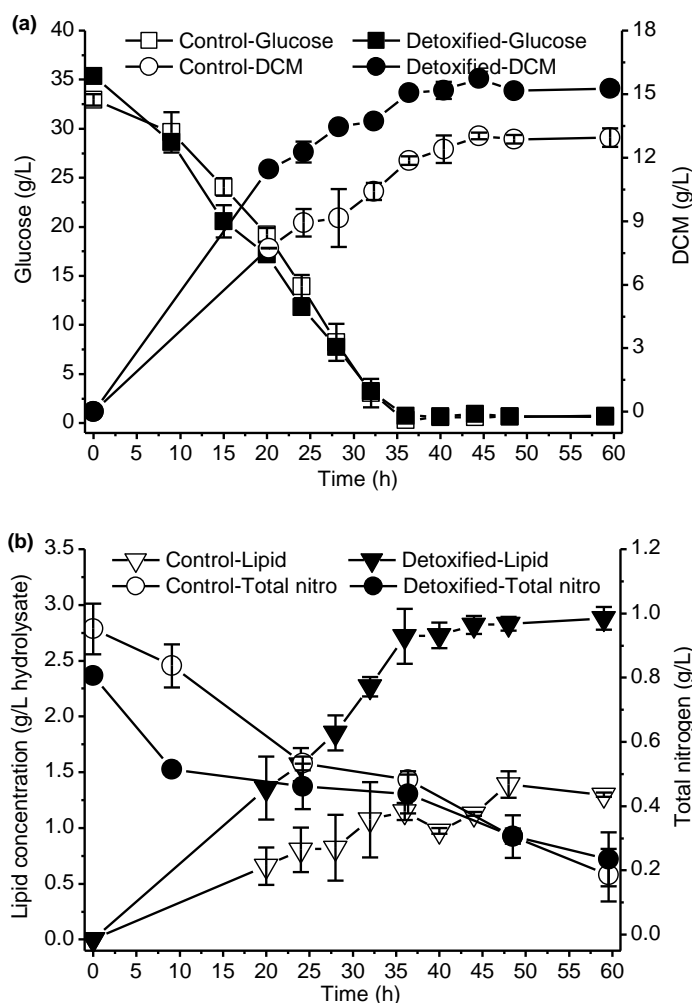 (a)
Control-Glucose
Detoxified-Glucose
Control-DCM
Detoxified-DCM
40
35
30
25
20
15
10
5
0
Glucose (g/L)
18
15
12
9
6
3
0
DCM (g/L)
0 5 10 15 20 25 30 35 40 45 50 55 60
Time (h)
(b)
Control-Lipid
Detoxified-Lipid
Control-Total nitro
Detoxified-Total nitro
3.5
3.0
2.5
2.0
1.5
1.0
0.5
0.0
Lipid concentration (g/L hydrolysate)
1.2
1.0
0.8
0.6
0.4
0.2
0.0
Total nitrogen (g/L)
0 5 10 15 20 25 30 35 40 45 50 55 60
Time (h)